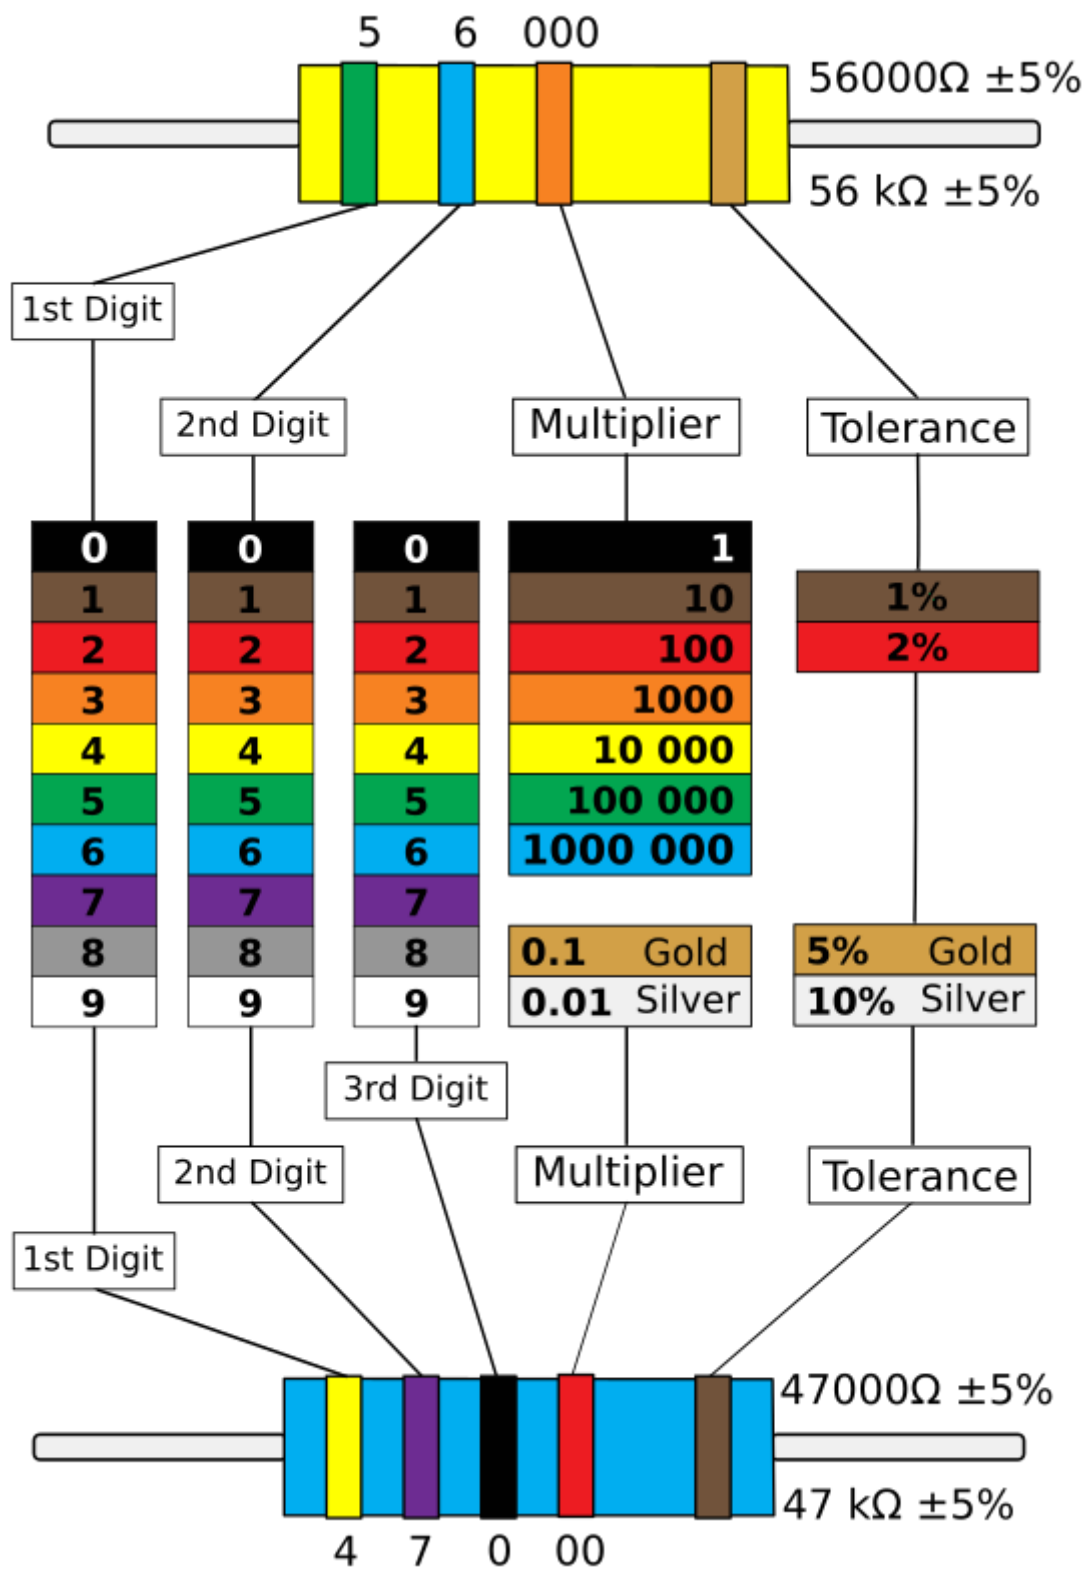 5 6 000
56000Ω ±5%
56 kΩ ±5%
1st Digit
2nd Digit
Multiplier
Tolerance
0 0 0 1
1 1 1 10 1%
2 2 2 100 2%
3 3 3 1000
4 4 4 10 000
5 5 5 100 000
6 6 6 1000 000
7 7 7
8 8 8 0.1 Gold 5% Gold
9 9 9 0.01 Silver 10% Silver
3rd Digit
2nd Digit
Multiplier
Tolerance
1st Digit
47000Ω ±5%
47 kΩ ±5%
4 7 0 00